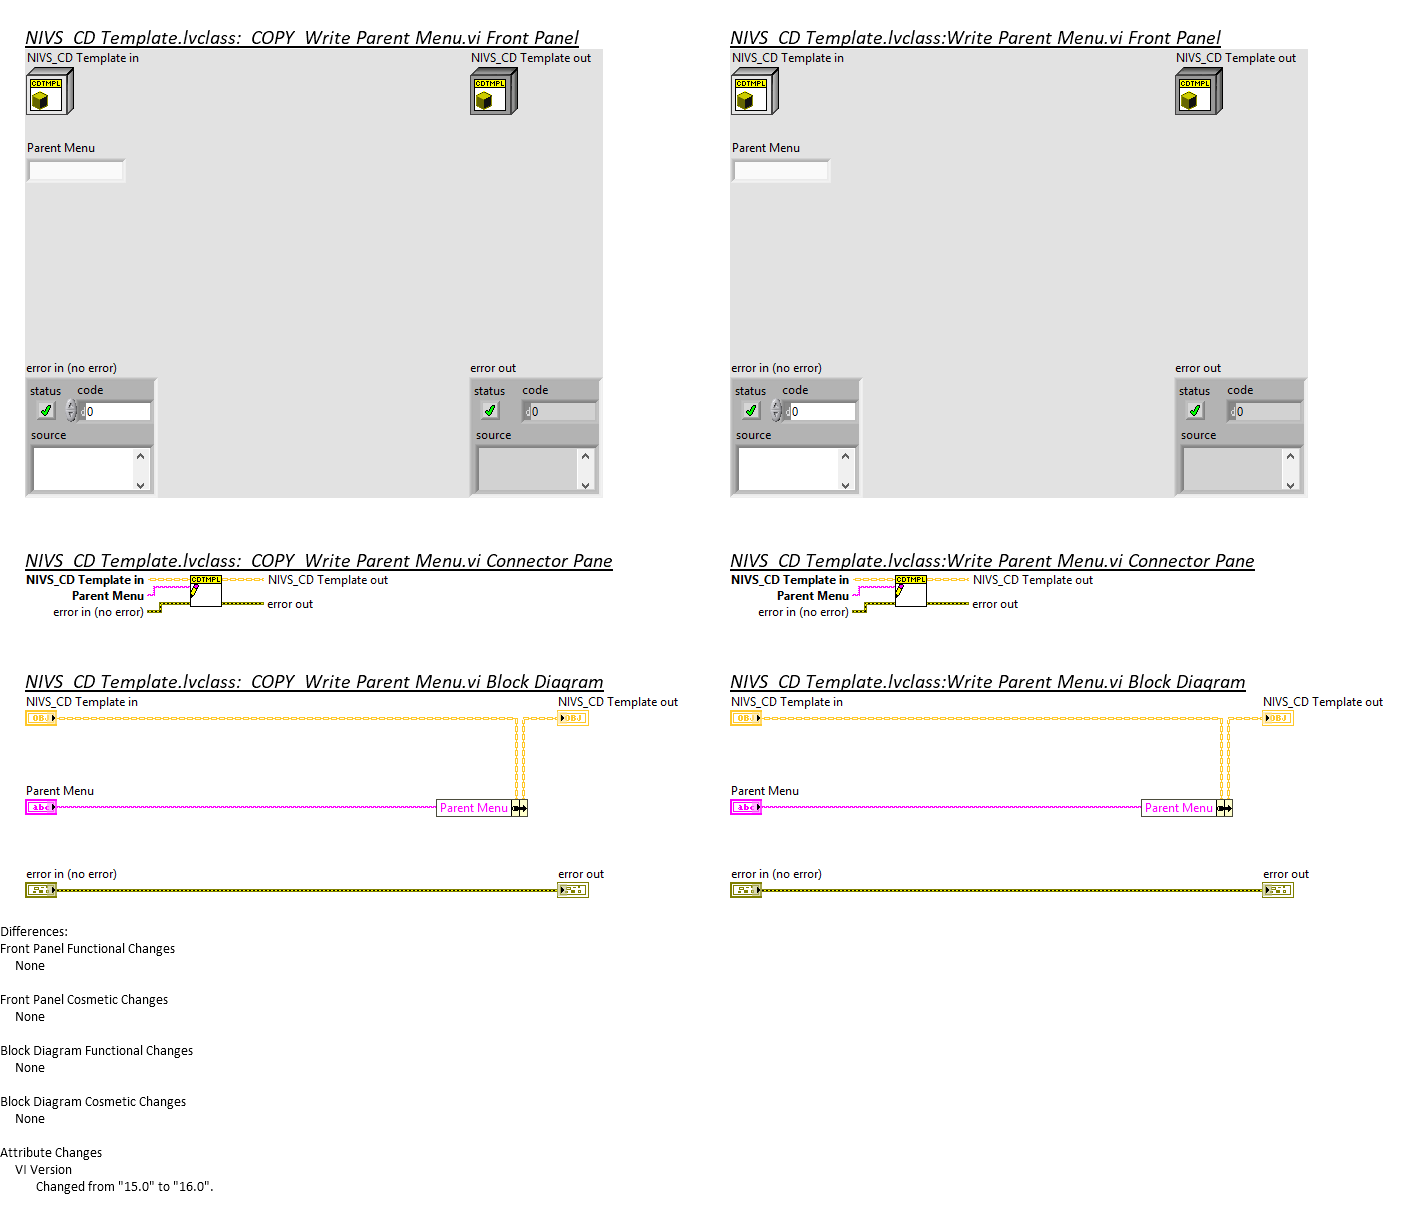 NIVS_CD Template.lvclass:_COPY_Write Parent Menu.vi Front Panel
NIVS_CD Template in
NIVS_CD Template out
CDTMPL
CDTMPL
Parent Menu
error in (no error)
status
code
d
0
source
error out
status
code
d
0
source
NIVS_CD Template.lvclass:Write Parent Menu.vi Front Panel
NIVS_CD Template in
NIVS_CD Template out
CDTMPL
CDTMPL
Parent Menu
error in (no error)
status
code
d
0
source
error out
status
code
d
0
source
NIVS_CD Template.lvclass:_COPY_Write Parent Menu.vi Connector Pane
NIVS_CD Template in
Parent Menu
error in (no error)
CDTMPL
NIVS_CD Template out
error out
NIVS_CD Template.lvclass:Write Parent Menu.vi Connector Pane
NIVS_CD Template in
Parent Menu
error in (no error)
CDTMPL
NIVS_CD Template out
error out
NIVS_CD Template.lvclass:_COPY_Write Parent Menu.vi Block Diagram
NIVS_CD Template in
OBJ
NIVS_CD Template out
OBJ
Parent Menu
abc
Parent Menu
error in (no error)
error out
NIVS_CD Template.lvclass:Write Parent Menu.vi Block Diagram
NIVS_CD Template in
OBJ
NIVS_CD Template out
OBJ
Parent Menu
abc
Parent Menu
error in (no error)
error out
Differences:
Front Panel Functional Changes
None
Front Panel Cosmetic Changes
None
Block Diagram Functional Changes
None
Block Diagram Cosmetic Changes
None
Attribute Changes
VI Version
Changed from "15.0" to "16.0".